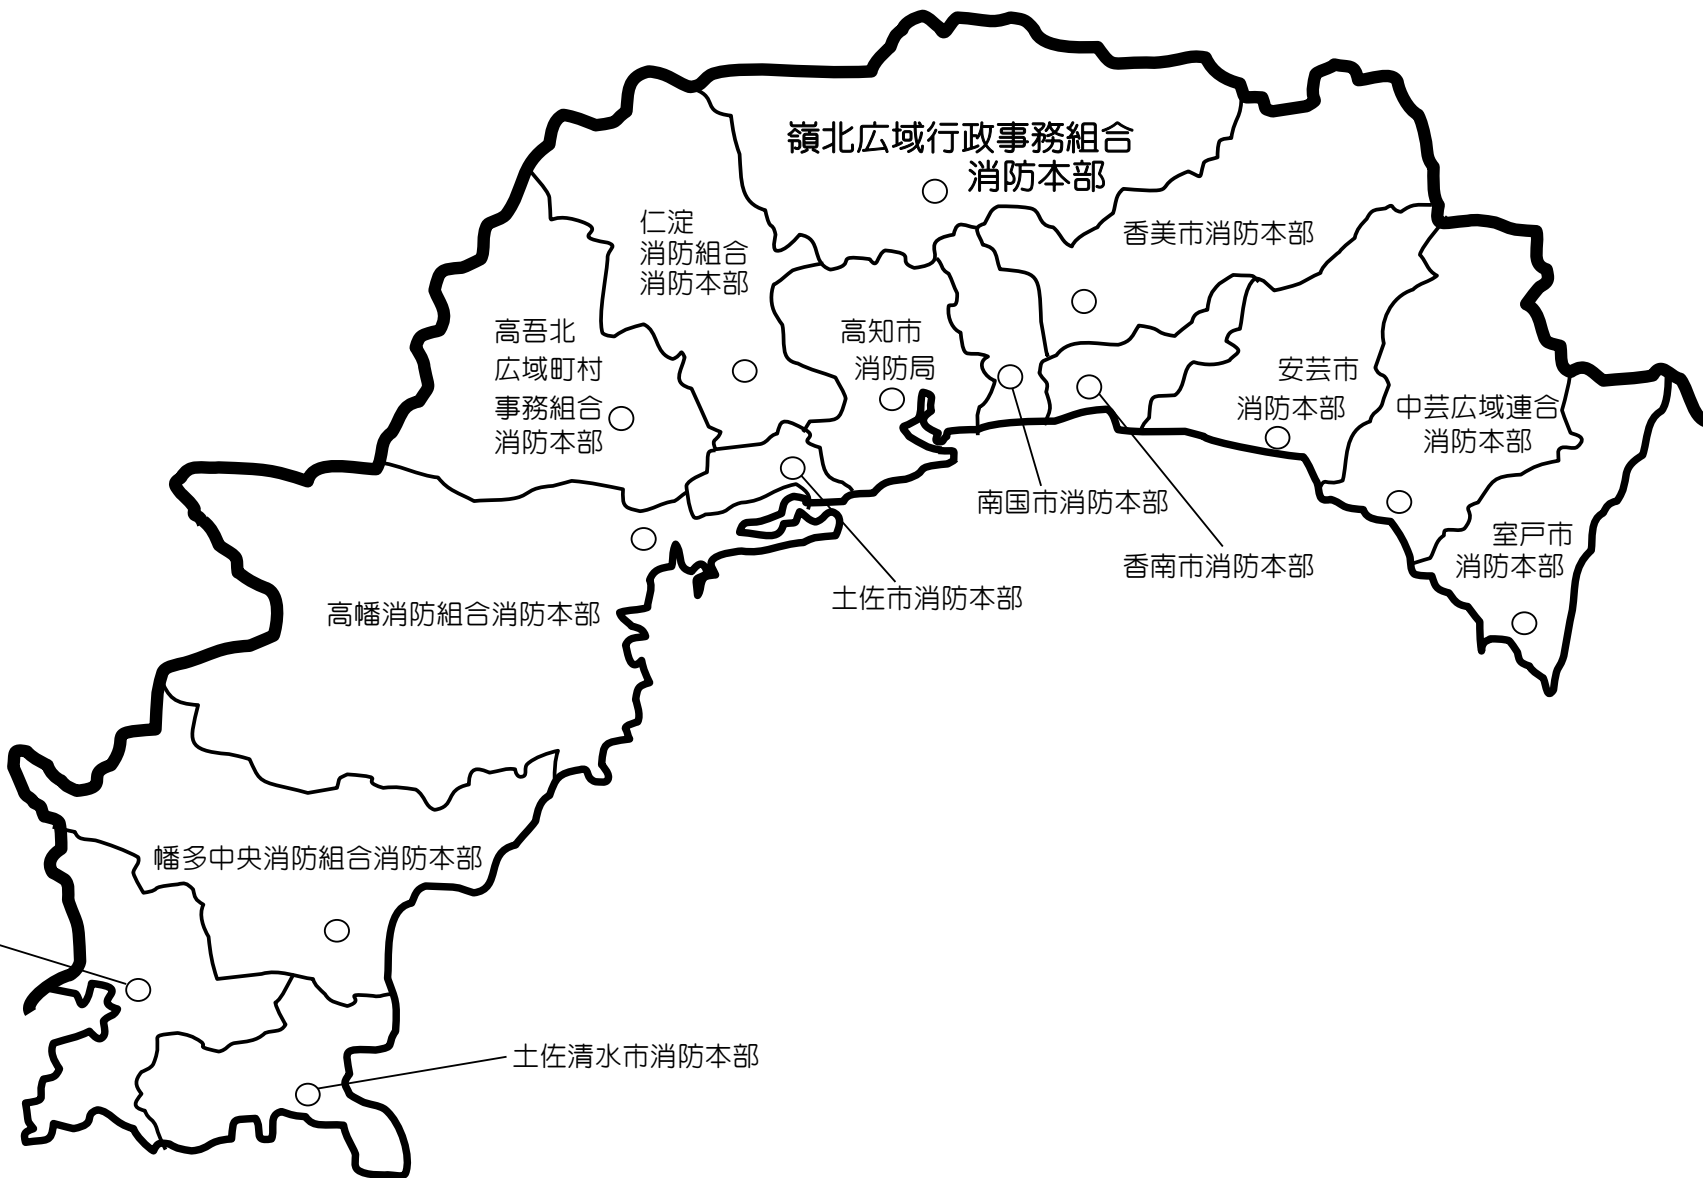 嶺北広域行政事務組合
消防本部
仁淀
消防組合
消防本部
香美市消防本部
高吾北
広域町村
事務組合
消防本部
高知市
消防局
安芸市
消防本部
中芸広域連合
消防本部
南国市消防本部
室戸市
消防本部
香南市消防本部
土佐市消防本部
高幡消防組合消防本部
幡多中央消防組合消防本部
土佐清水市消防本部